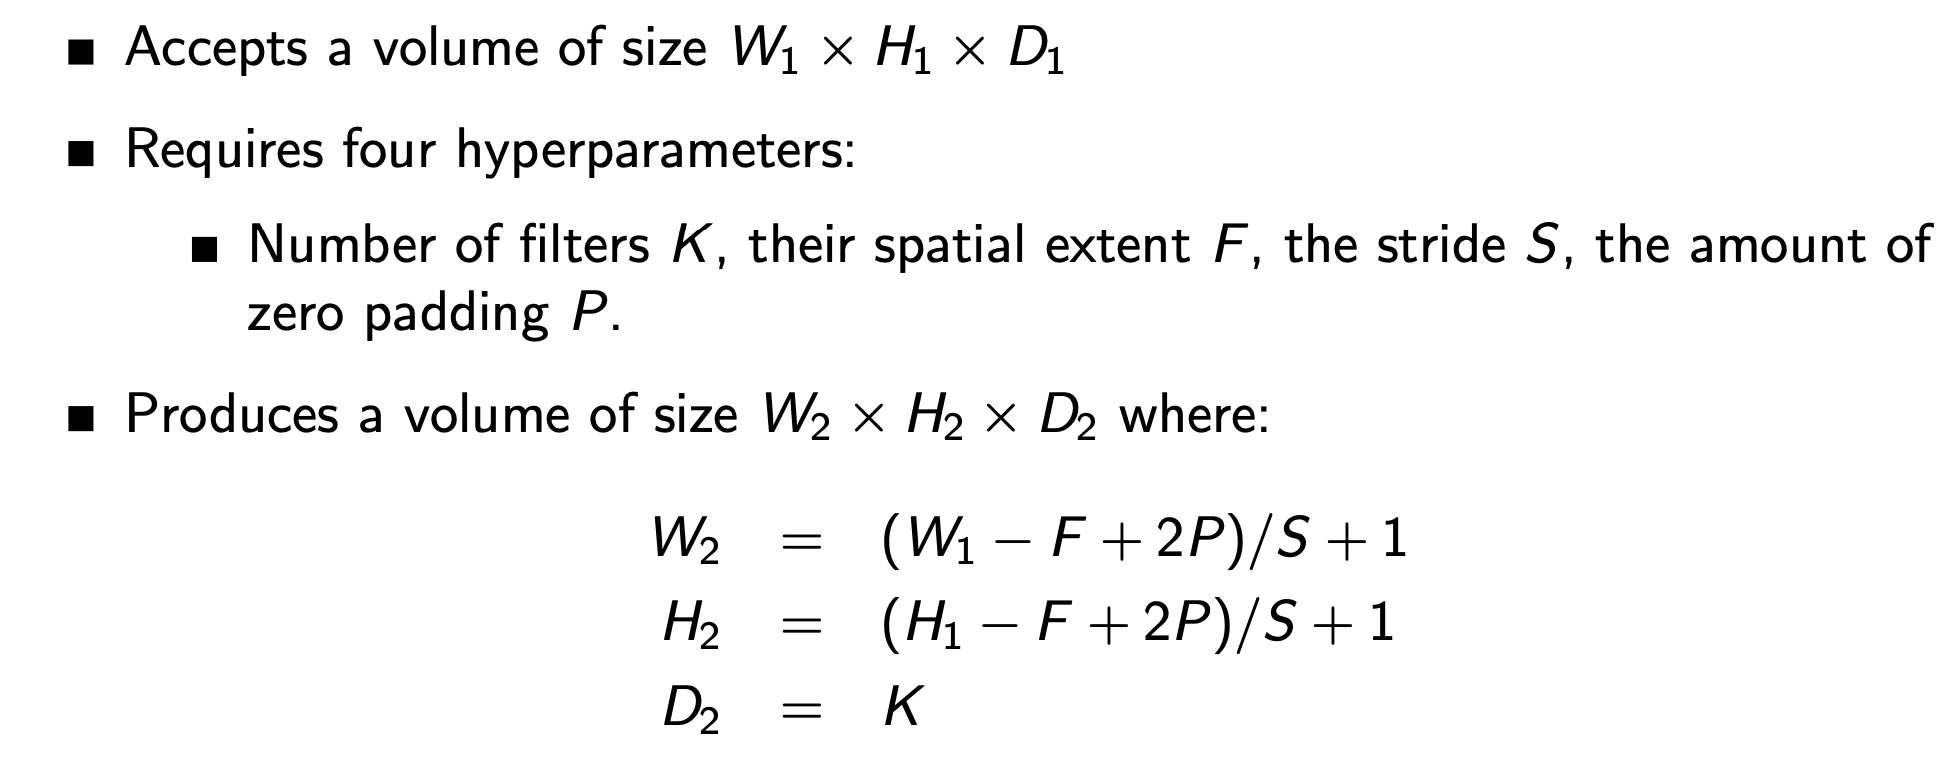 ■ Accepts a volume of size W₁ × H₁ × D₁
■ Requires four hyperparameters:
■ Number of filters K, their spatial extent F, the stride S, the amount of
zero padding P.
■ Produces a volume of size W₂ × H₂ × D₂ where:
W₂ = (W₁ − F + 2P)/S + 1
H₂ = (H₁ − F + 2P)/S + 1
D₂ = K